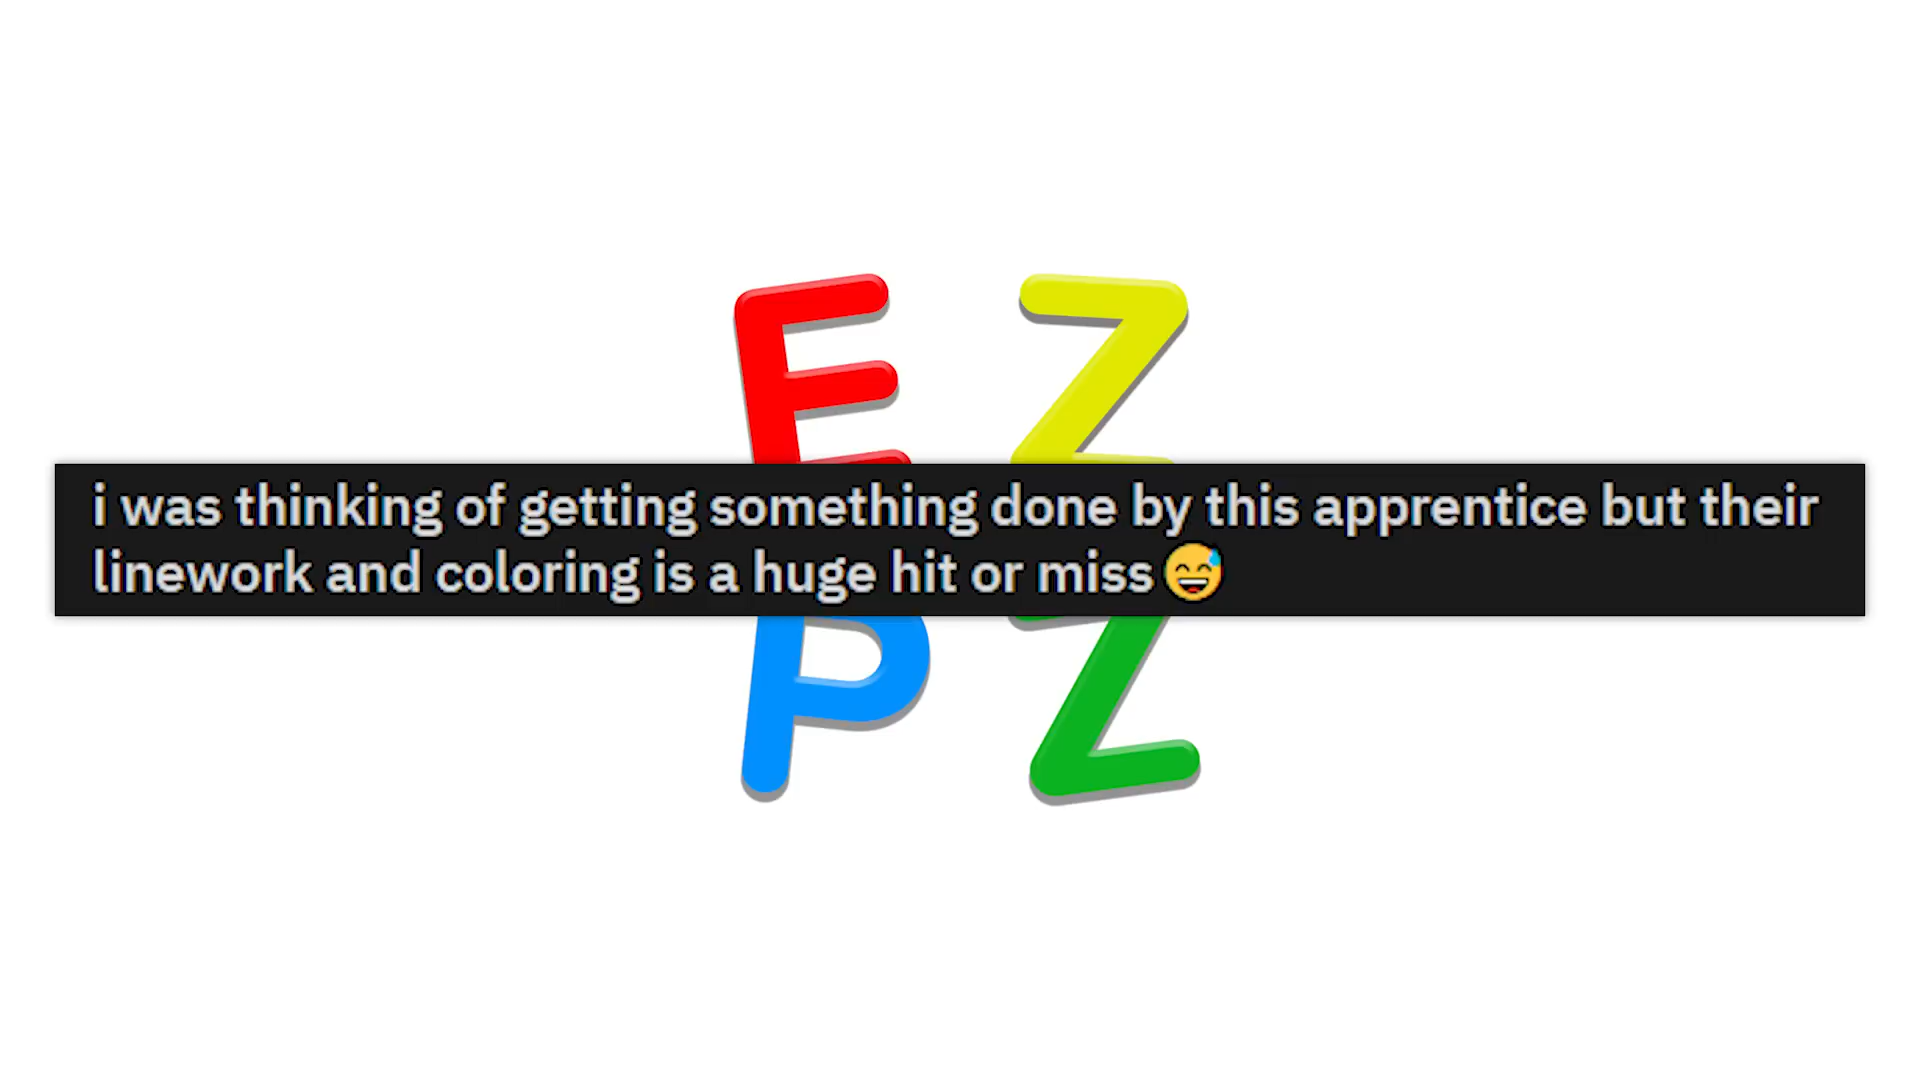 E Z
i was thinking of getting something done by this apprentice but their
linework and coloring is a huge hit or miss😅
P Z